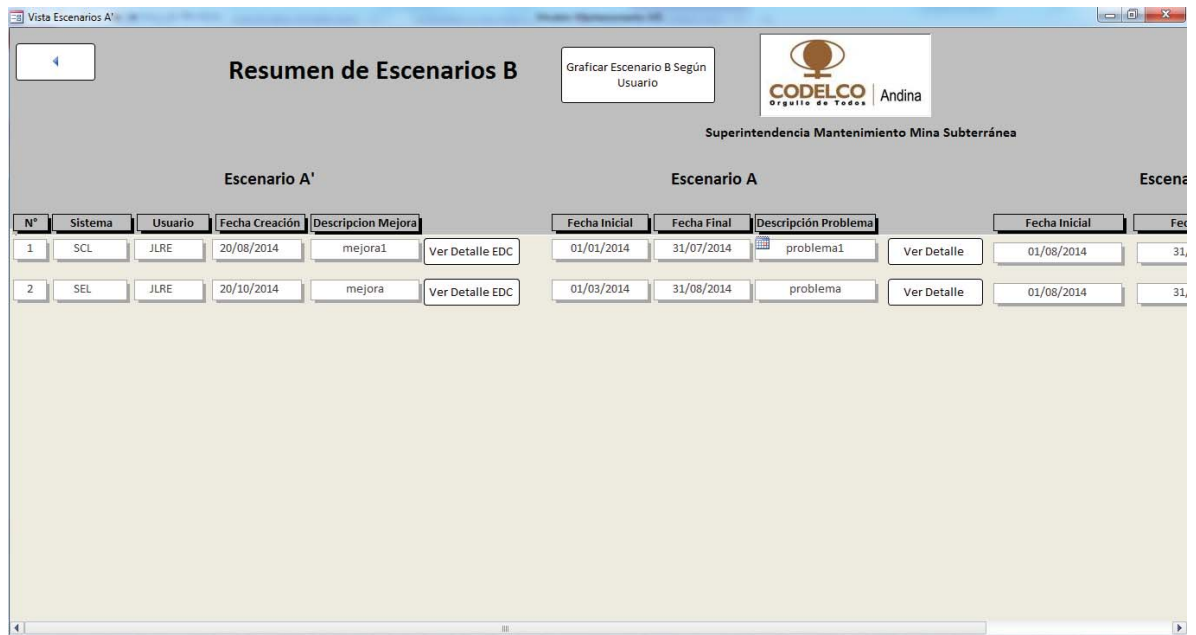 Vista Escenarios A'
Resumen de Escenarios B
Graficar Escenario B Según
Usuario
CODELCO
Orgullo de Todos
Andina
Superintendencia Mantenimiento Mina Subterránea
Escenario A'
Escenario A
Escena
N° Sistema Usuario Fecha Creación Descripcion Mejora Fecha Inicial Fecha Final Descripción Problema Fecha Inicial Fec
1 SCL JLRE 20/08/2014 mejora1 Ver Detalle EDC 01/01/2014 31/07/2014 problema1 Ver Detalle 01/08/2014 31/
2 SEL JLRE 20/10/2014 mejora Ver Detalle EDC 01/03/2014 31/08/2014 problema Ver Detalle 01/08/2014 31/